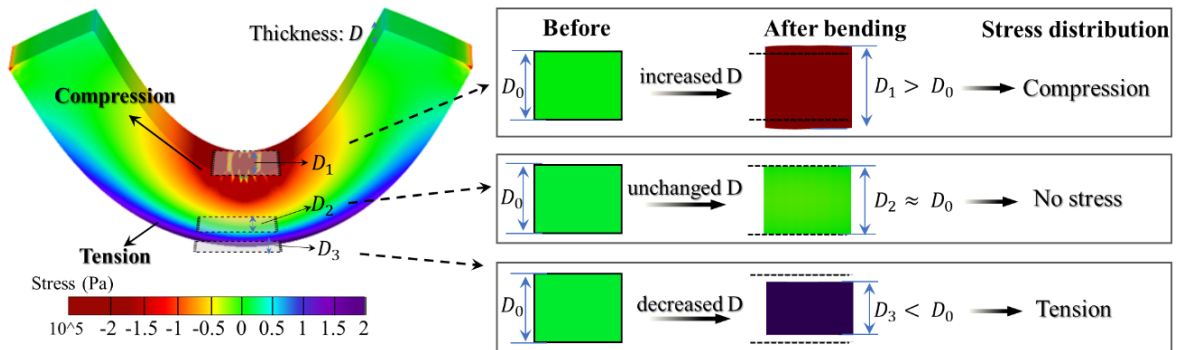 Thickness: D
Compression
D₁
D₂
D₃
Tension
Stress (Pa)
10^5 -2 -1.5 -1 -0.5 0 0.5 1 1.5 2
Before After bending Stress distribution
D₀ increased D D₁ > D₀ Compression
D₀ unchanged D D₂ ≈ D₀ No stress
D₀ decreased D D₃ < D₀ Tension